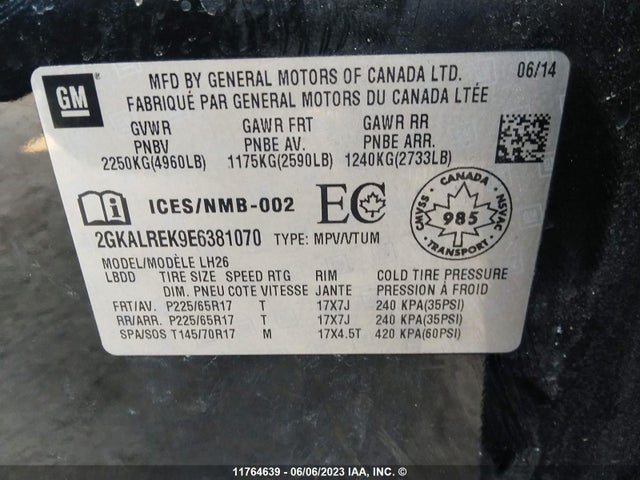 GM
MFD BY GENERAL MOTORS OF CANADA LTD. 06/14
FABRIQUÉ PAR GENERAL MOTORS DU CANADA LTÉE
GVWR GAWR FRT GAWR RR
PNBV PNBE AV. PNBE ARR.
2250KG(4960LB) 1175KG(2590LB) 1240KG(2733LB)
ICES/NMB-002 EC
CANADA
CMVSS 985 NSVAC
TRANSPORT
2GKALREK9E6381070 TYPE: MPV/VTUM
MODEL/MODÈLE LH26
LBDD TIRE SIZE SPEED RTG RIM COLD TIRE PRESSURE
DIM. PNEU COTE VITESSE JANTE PRESSION À FROID
FRT/AV. P225/65R17 T 17X7J 240 KPA(35PSI)
RR/ARR. P225/65R17 T 17X7J 240 KPA(35PSI)
SPA/SOS T145/70R17 M 17X4.5T 420 KPA(60PSI)
11764639 - 06/06/2023 IAA, INC. ©